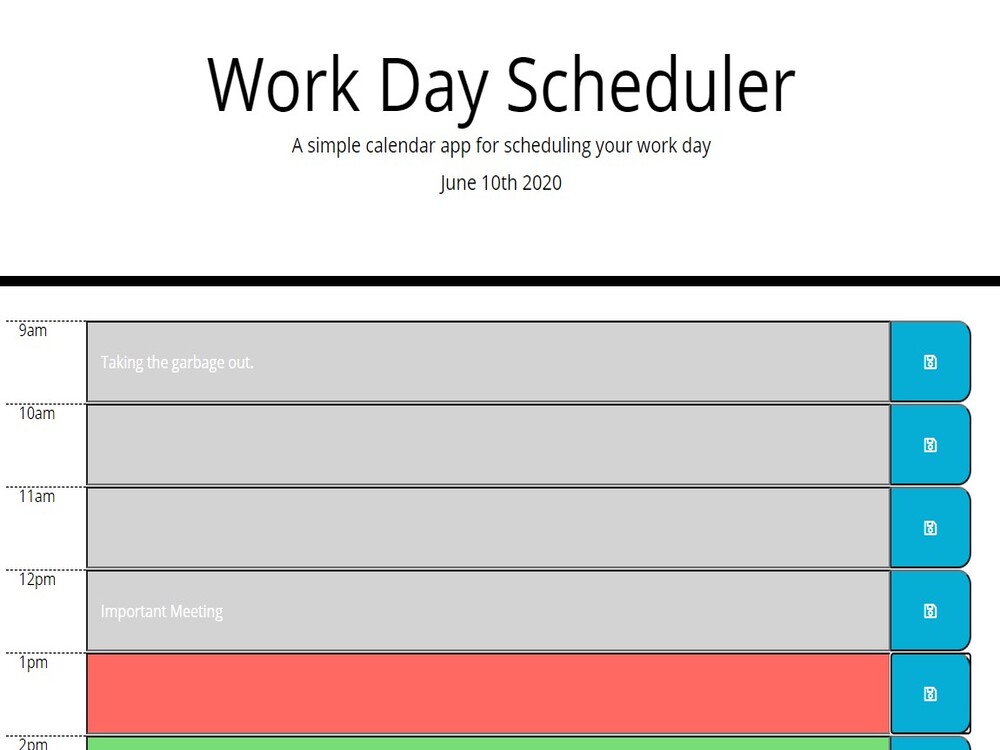 Work Day Scheduler
A simple calendar app for scheduling your work day
June 10th 2020
9am
Taking the garbage out.
10am
11am
12pm
Important Meeting
1pm
2pm